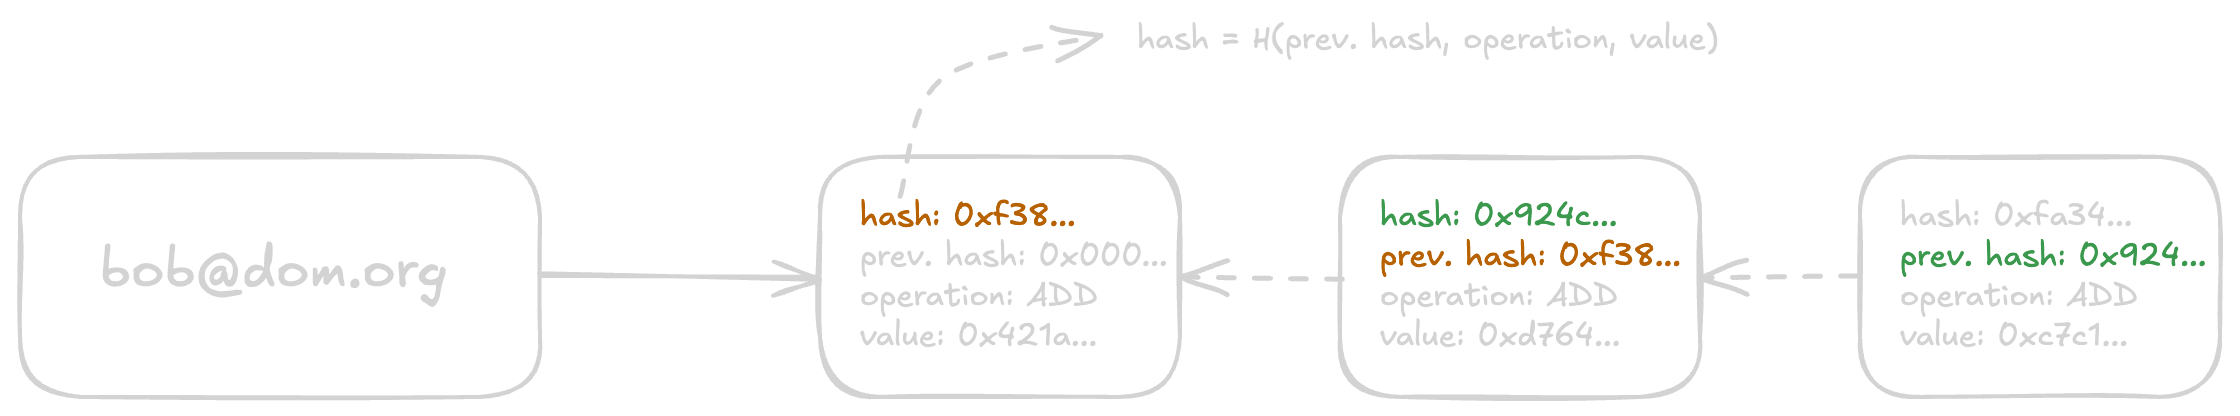 hash = H(prev. hash, operation, value)
bob@dom.org
hash: 0xf38...
prev. hash: 0x000...
operation: ADD
value: 0x421a...
hash: 0x924c...
prev. hash: 0xf38...
operation: ADD
value: 0xd764...
hash: 0xfa34...
prev. hash: 0x924...
operation: ADD
value: 0xc7c1...